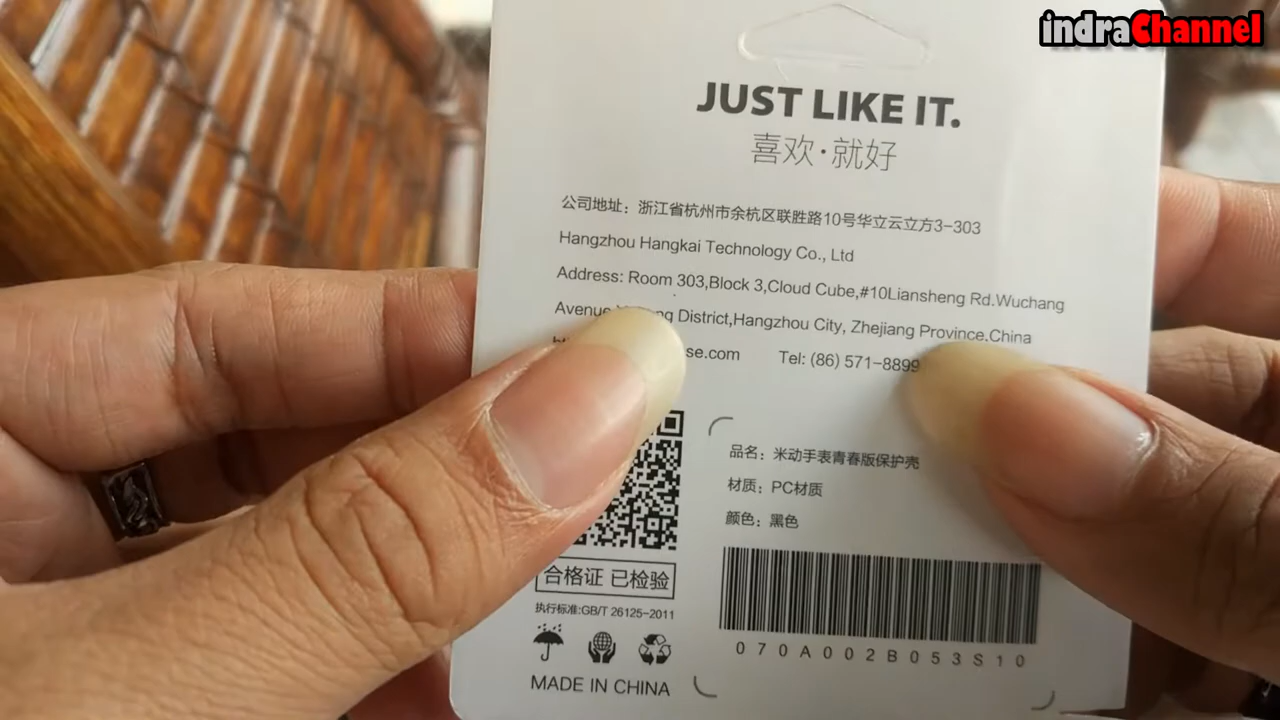 indraChannel
JUST LIKE IT.
喜欢·就好
公司地址：浙江省杭州市余杭区联胜路10号华立云立方3-303
Hangzhou Hangkai Technology Co., Ltd
Address: Room 303,Block 3,Cloud Cube,#10Liansheng Rd.Wuchang
Avenue District,Hangzhou City, Zhejiang Province.China
Tel: (86) 571-8899
品名：米动手表青春版保护壳
材质：PC材质
颜色：黑色
合格证 已检验
执行标准:GB/T 26125-2011
070A002B053S10
MADE IN CHINA